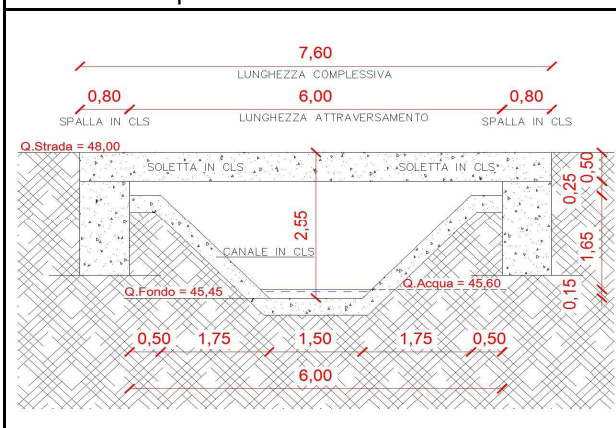 7,60
LUNGHEZZA COMPLESSIVA
0,80 6,00 0,80
SPALLA IN CLS LUNGHEZZA ATTRAVERSAMENTO SPALLA IN CLS
Q.Strada = 48,00
SOLETTA IN CLS SOLETTA IN CLS
0,50
0,25
2,55
1,65
CANALE IN CLS
Q.Fondo = 45,45 Q.Acqua = 45,60
0,15
0,50 1,75 1,50 1,75 0,50
6,00